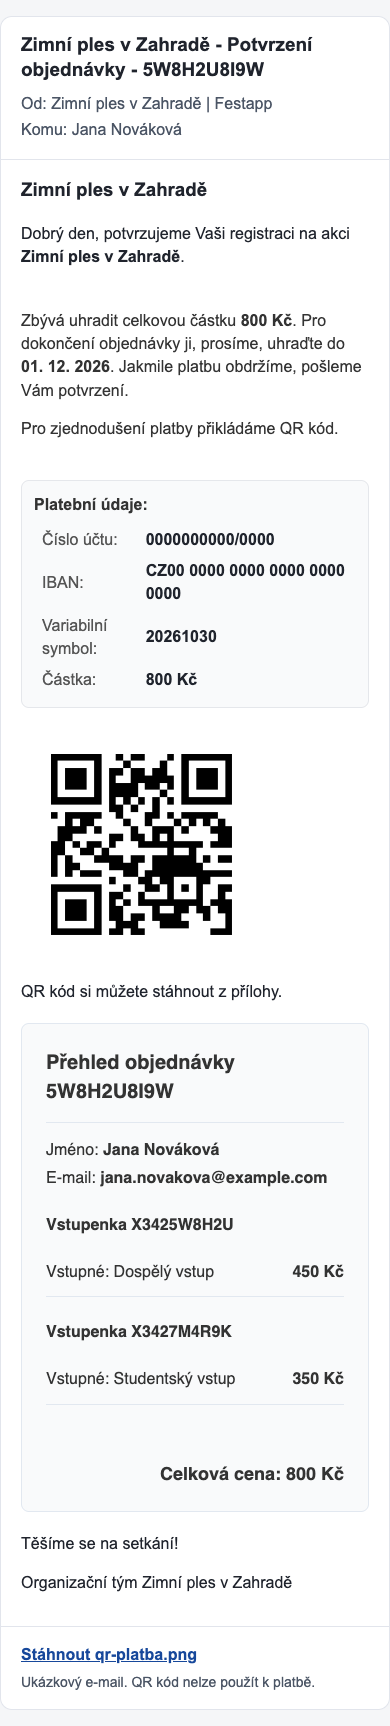 Zimní ples v Zahradě - Potvrzení
objednávky - 5W8H2U8I9W
Od: Zimní ples v Zahradě | Festapp
Komu: Jana Nováková
Zimní ples v Zahradě
Dobrý den, potvrzujeme Vaši registraci na akci
Zimní ples v Zahradě.
Zbývá uhradit celkovou částku 800 Kč. Pro
dokončení objednávky ji, prosíme, uhraďte do
01. 12. 2026. Jakmile platbu obdržíme, pošleme
Vám potvrzení.
Pro zjednodušení platby přikládáme QR kód.
Platební údaje:
Číslo účtu: 0000000000/0000
IBAN: CZ00 0000 0000 0000 0000
0000
Variabilní
symbol: 20261030
Částka: 800 Kč
QR kód si můžete stáhnout z přílohy.
Přehled objednávky
5W8H2U8I9W
Jméno: Jana Nováková
E-mail: jana.novakova@example.com
Vstupenka X3425W8H2U
Vstupné: Dospělý vstup 450 Kč
Vstupenka X3427M4R9K
Vstupné: Studentský vstup 350 Kč
Celková cena: 800 Kč
Těšíme se na setkání!
Organizační tým Zimní ples v Zahradě
Stáhnout qr-platba.png
Ukázkový e-mail. QR kód nelze použít k platbě.